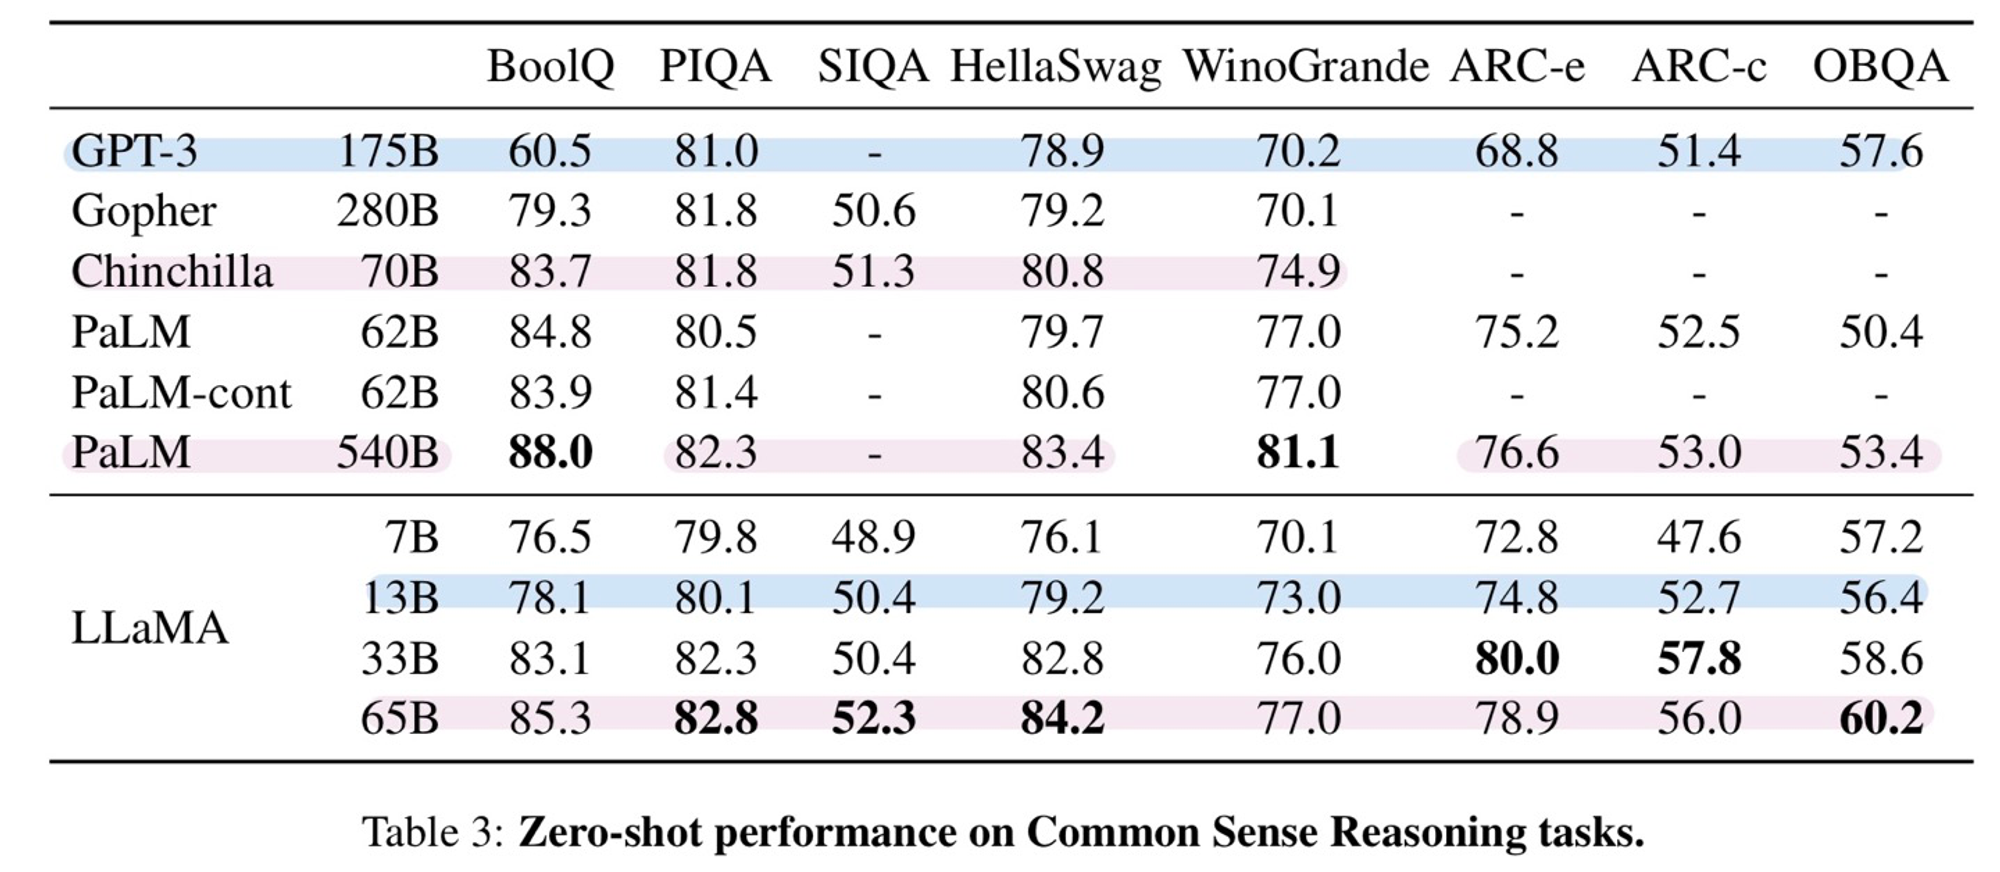 BoolQ PIQA SIQA HellaSwag WinoGrande ARC-e ARC-c OBQA
GPT-3 175B 60.5 81.0 - 78.9 70.2 68.8 51.4 57.6
Gopher 280B 79.3 81.8 50.6 79.2 70.1 - - -
Chinchilla 70B 83.7 81.8 51.3 80.8 74.9 - - -
PaLM 62B 84.8 80.5 - 79.7 77.0 75.2 52.5 50.4
PaLM-cont 62B 83.9 81.4 - 80.6 77.0 - - -
PaLM 540B 88.0 82.3 - 83.4 81.1 76.6 53.0 53.4
7B 76.5 79.8 48.9 76.1 70.1 72.8 47.6 57.2
13B 78.1 80.1 50.4 79.2 73.0 74.8 52.7 56.4
LLaMA
33B 83.1 82.3 50.4 82.8 76.0 80.0 57.8 58.6
65B 85.3 82.8 52.3 84.2 77.0 78.9 56.0 60.2
Table 3: Zero-shot performance on Common Sense Reasoning tasks.